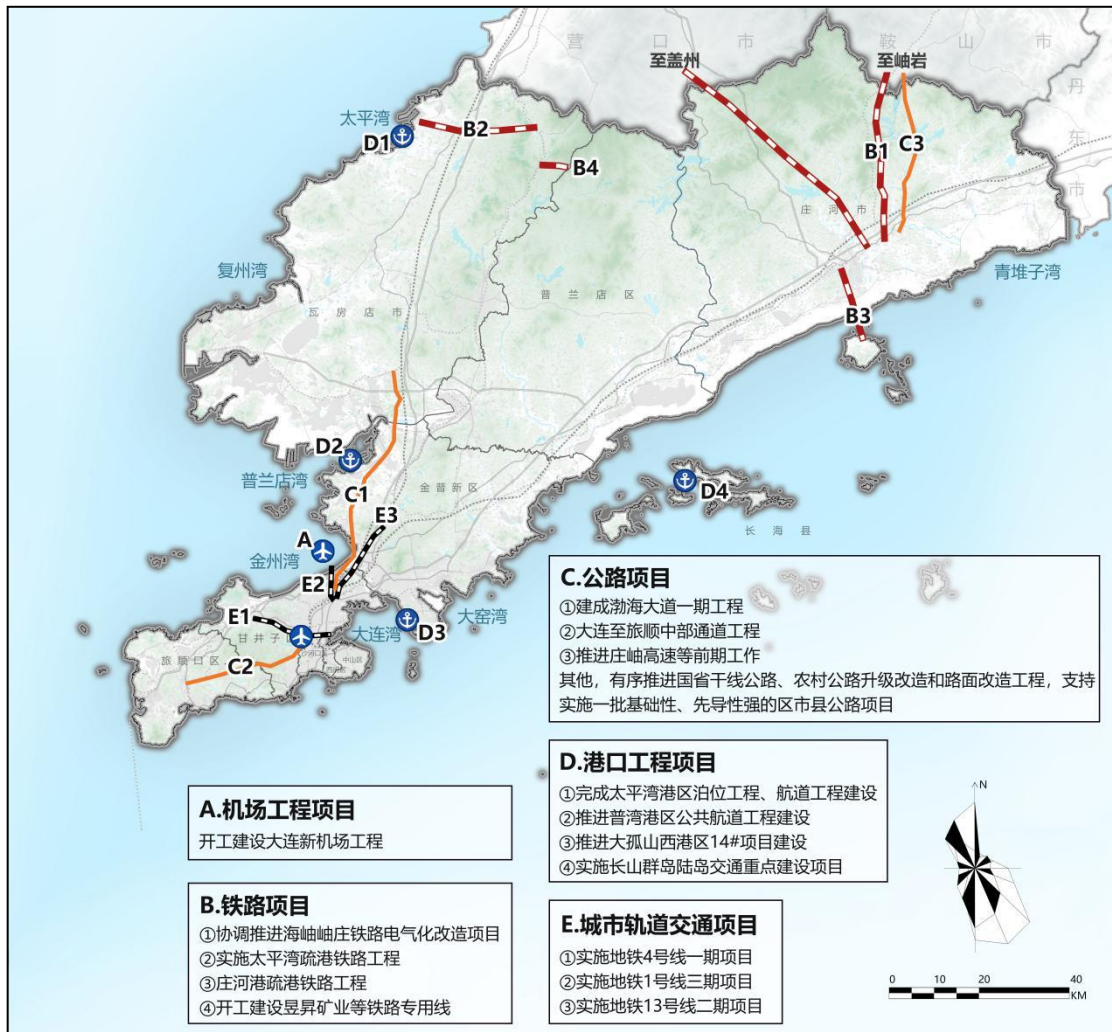 营口市
鞍山市
至盖州
至岫岩
丹东市
太平湾
D1
B2
B4
B1
C3
庄河市
复州湾
青堆子湾
瓦房店市
普兰店区
B3
D2
普兰店湾
C1
金普新区
E3
D4
长海县
A
金州湾
E2
大窑湾
E1
大连湾
D3
甘井子区
旅顺口区
C2
中山区
C.公路项目
①建成渤海大道一期工程
②大连至旅顺中部通道工程
③推进庄岫高速等前期工作
其他，有序推进国省干线公路、农村公路升级改造和路面改造工程，支持
实施一批基础性、先导性强的区市县公路项目
D.港口工程项目
①完成太平湾港区泊位工程、航道工程建设
②推进普湾港区公共航道工程建设
③推进大孤山西港区14#项目建设
④实施长山群岛陆岛交通重点建设项目
A.机场工程项目
开工建设大连新机场工程
B.铁路项目
①协调推进海岫岫庄铁路电气化改造项目
②实施太平湾疏港铁路工程
③庄河港疏港铁路工程
④开工建设昱昇矿业等铁路专用线
E.城市轨道交通项目
①实施地铁4号线一期项目
②实施地铁1号线三期项目
③实施地铁13号线二期项目
N
0 10 20 40
KM